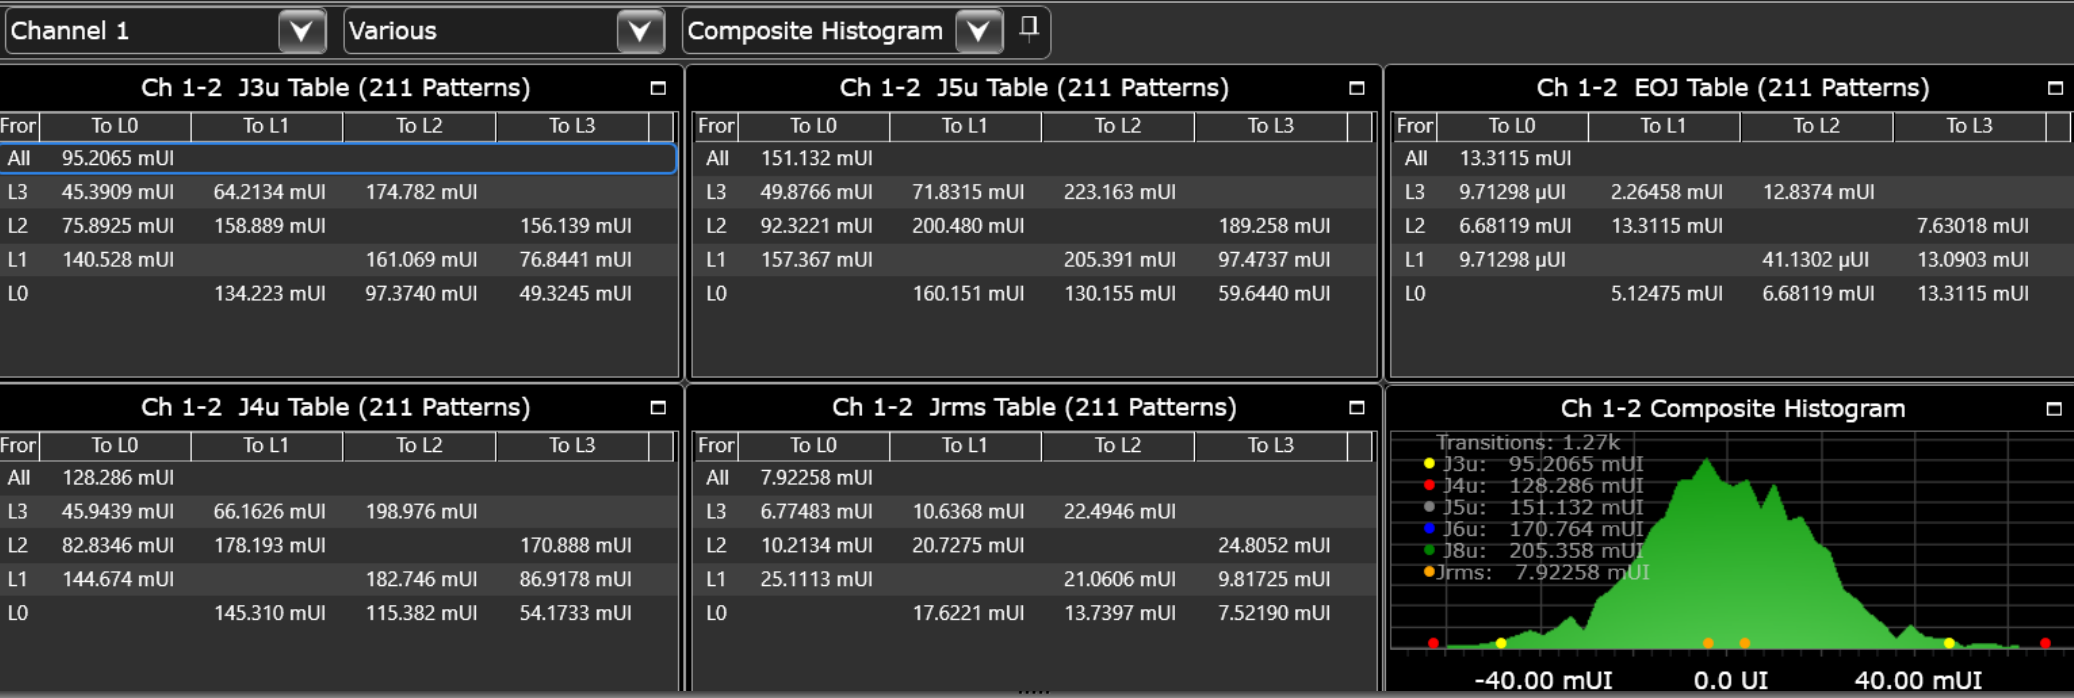 Channel 1 Various Composite Histogram
Ch 1-2 J3u Table (211 Patterns)
Fror To L0 To L1 To L2 To L3
All 95.2065 mUI
L3 45.3909 mUI 64.2134 mUI 174.782 mUI
L2 75.8925 mUI 158.889 mUI 156.139 mUI
L1 140.528 mUI 161.069 mUI 76.8441 mUI
L0 134.223 mUI 97.3740 mUI 49.3245 mUI
Ch 1-2 J5u Table (211 Patterns)
Fror To L0 To L1 To L2 To L3
All 151.132 mUI
L3 49.8766 mUI 71.8315 mUI 223.163 mUI
L2 92.3221 mUI 200.480 mUI 189.258 mUI
L1 157.367 mUI 205.391 mUI 97.4737 mUI
L0 160.151 mUI 130.155 mUI 59.6440 mUI
Ch 1-2 EOJ Table (211 Patterns)
Fror To L0 To L1 To L2 To L3
All 13.3115 mUI
L3 9.71298 µUI 2.26458 mUI 12.8374 mUI
L2 6.68119 mUI 13.3115 mUI 7.63018 mUI
L1 9.71298 µUI 41.1302 µUI 13.0903 mUI
L0 5.12475 mUI 6.68119 mUI 13.3115 mUI
Ch 1-2 J4u Table (211 Patterns)
Fror To L0 To L1 To L2 To L3
All 128.286 mUI
L3 45.9439 mUI 66.1626 mUI 198.976 mUI
L2 82.8346 mUI 178.193 mUI 170.888 mUI
L1 144.674 mUI 182.746 mUI 86.9178 mUI
L0 145.310 mUI 115.382 mUI 54.1733 mUI
Ch 1-2 Jrms Table (211 Patterns)
Fror To L0 To L1 To L2 To L3
All 7.92258 mUI
L3 6.77483 mUI 10.6368 mUI 22.4946 mUI
L2 10.2134 mUI 20.7275 mUI 24.8052 mUI
L1 25.1113 mUI 21.0606 mUI 9.81725 mUI
L0 17.6221 mUI 13.7397 mUI 7.52190 mUI
Ch 1-2 Composite Histogram
Transitions: 1.27k
J3u: 95.2065 mUI
J4u: 128.286 mUI
J5u: 151.132 mUI
J6u: 170.764 mUI
J8u: 205.358 mUI
Jrms: 7.92258 mUI
-40.00 mUI 0.0 UI 40.00 mUI